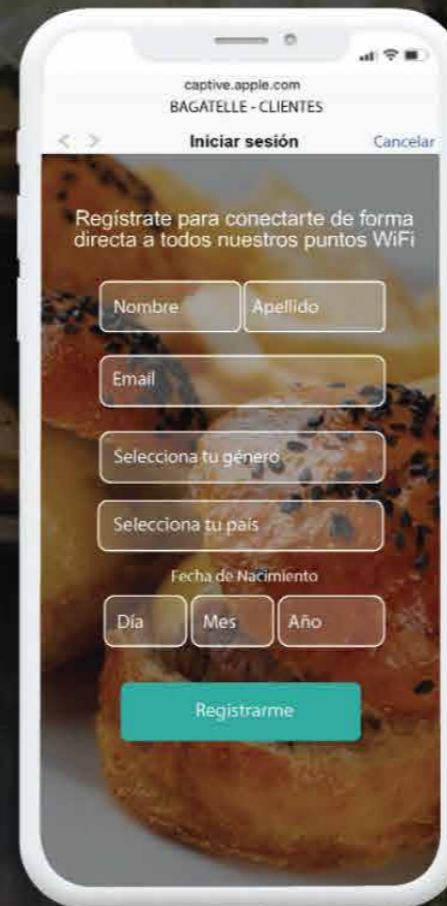 captive.apple.com
BAGATELLE - CLIENTES
< >   Iniciar sesión   Cancelar
Regístrate para conectarte de forma
directa a todos nuestros puntos WiFi
Nombre   Apellido
Email
Selecciona tu género
Selecciona tu país
Fecha de Nacimiento
Día   Mes   Año
Registrarme